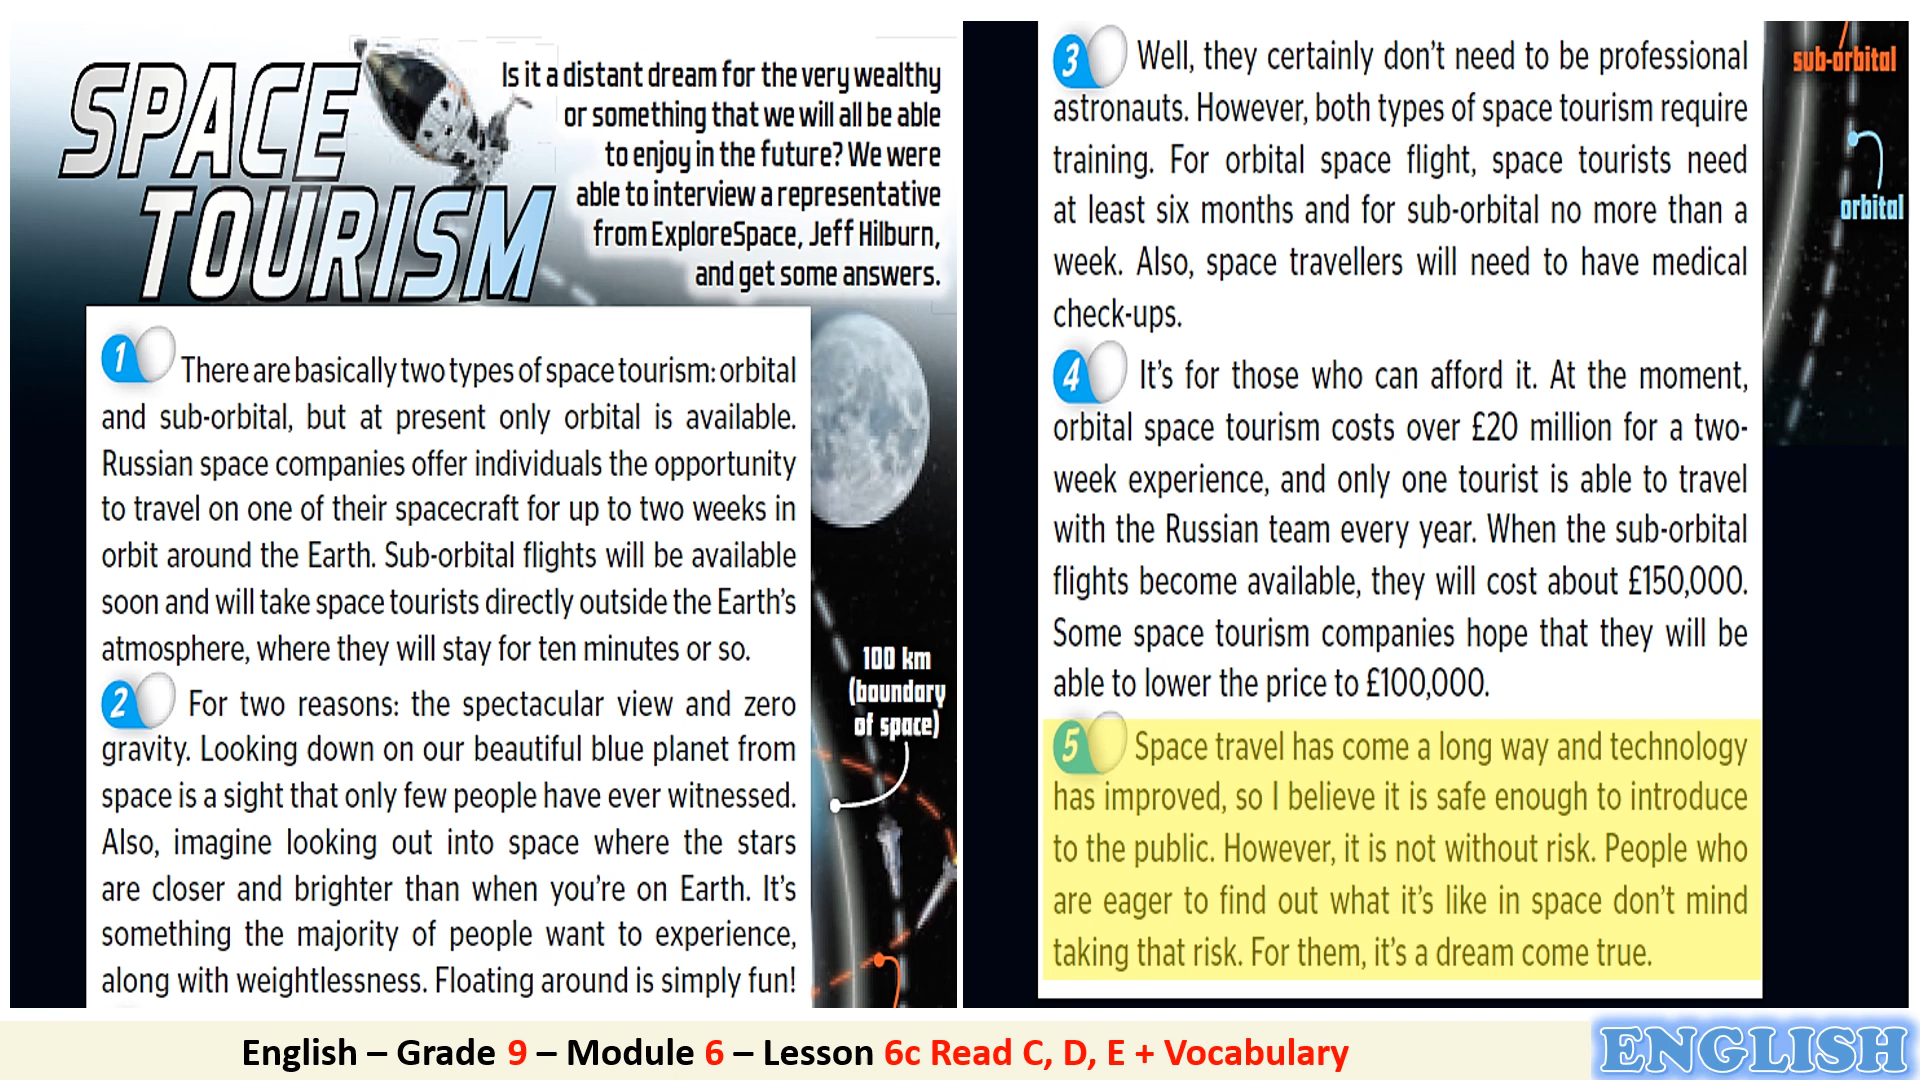 SPACE
TOURISM
Is it a distant dream for the very wealthy
or something that we will all be able
to enjoy in the future? We were
able to interview a representative
from ExploreSpace, Jeff Hilburn,
and get some answers.
1 There are basically two types of space tourism: orbital
and sub-orbital, but at present only orbital is available.
Russian space companies offer individuals the opportunity
to travel on one of their spacecraft for up to two weeks in
orbit around the Earth. Sub-orbital flights will be available
soon and will take space tourists directly outside the Earth's
atmosphere, where they will stay for ten minutes or so.
2 For two reasons: the spectacular view and zero
gravity. Looking down on our beautiful blue planet from
space is a sight that only few people have ever witnessed.
Also, imagine looking out into space where the stars
are closer and brighter than when you're on Earth. It's
something the majority of people want to experience,
along with weightlessness. Floating around is simply fun!
100 km
(boundary
of space)
3 Well, they certainly don't need to be professional
astronauts. However, both types of space tourism require
training. For orbital space flight, space tourists need
at least six months and for sub-orbital no more than a
week. Also, space travellers will need to have medical
check-ups.
4 It's for those who can afford it. At the moment,
orbital space tourism costs over £20 million for a two-
week experience, and only one tourist is able to travel
with the Russian team every year. When the sub-orbital
flights become available, they will cost about £150,000.
Some space tourism companies hope that they will be
able to lower the price to £100,000.
5 Space travel has come a long way and technology
has improved, so I believe it is safe enough to introduce
to the public. However, it is not without risk. People who
are eager to find out what it's like in space don't mind
taking that risk. For them, it's a dream come true.
sub-orbital
orbital
English – Grade 9 – Module 6 – Lesson 6c Read C, D, E + Vocabulary
ENGLISH